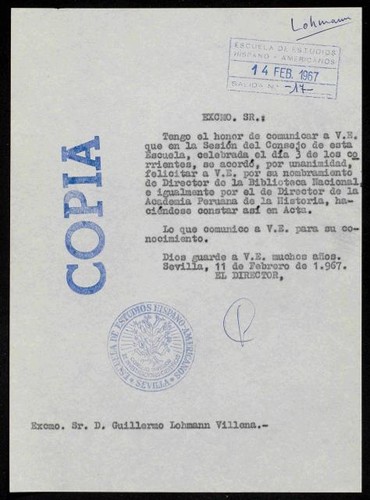 Lohmann
ESCUELA DE ESTUDIOS
HISPANO - AMERICANOS
14 FEB. 1967
SALIDA N.º -17-
COPIA
EXCMO. SR.:
Tengo el honor de comunicar a V.E.
que en la Sesión del Consejo de esta
Escuela, celebrada el día 3 de los co
rrientes, se acordó, por unanimidad,
felicitar a V.E. por su nombramiento
de Director de la Biblioteca Nacional,
e igualmente por el de Director de la
Academia Peruana de la Historia, ha-
ciéndose constar así en Acta.
Lo que comunico a V.E. para su co-
nocimiento.
Dios guarde a V.E. muchos años.
Sevilla, 11 de Febrero de 1.967.
EL DIRECTOR,
ESCUELA DE ESTUDIOS HISPANO-AMERICANOS
SEVILLA
Excmo. Sr. D. Guillermo Lohmann Villena.-